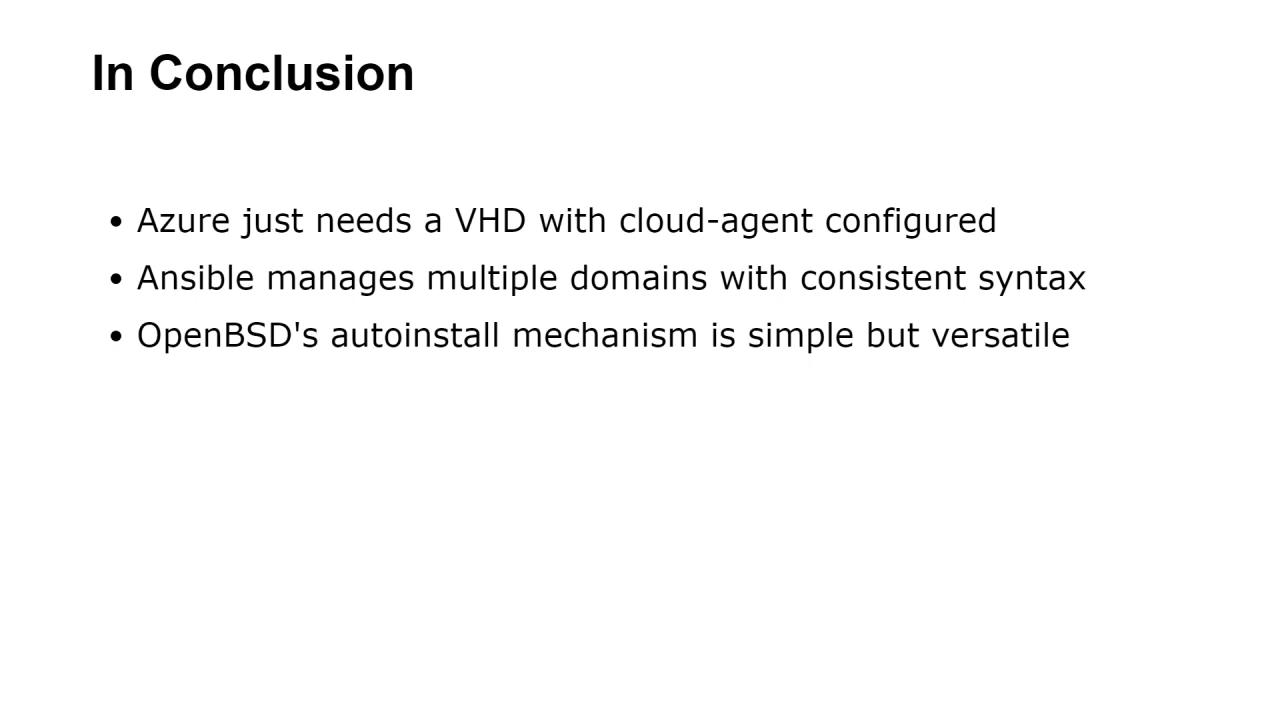 In Conclusion
• Azure just needs a VHD with cloud-agent configured
• Ansible manages multiple domains with consistent syntax
• OpenBSD's autoinstall mechanism is simple but versatile